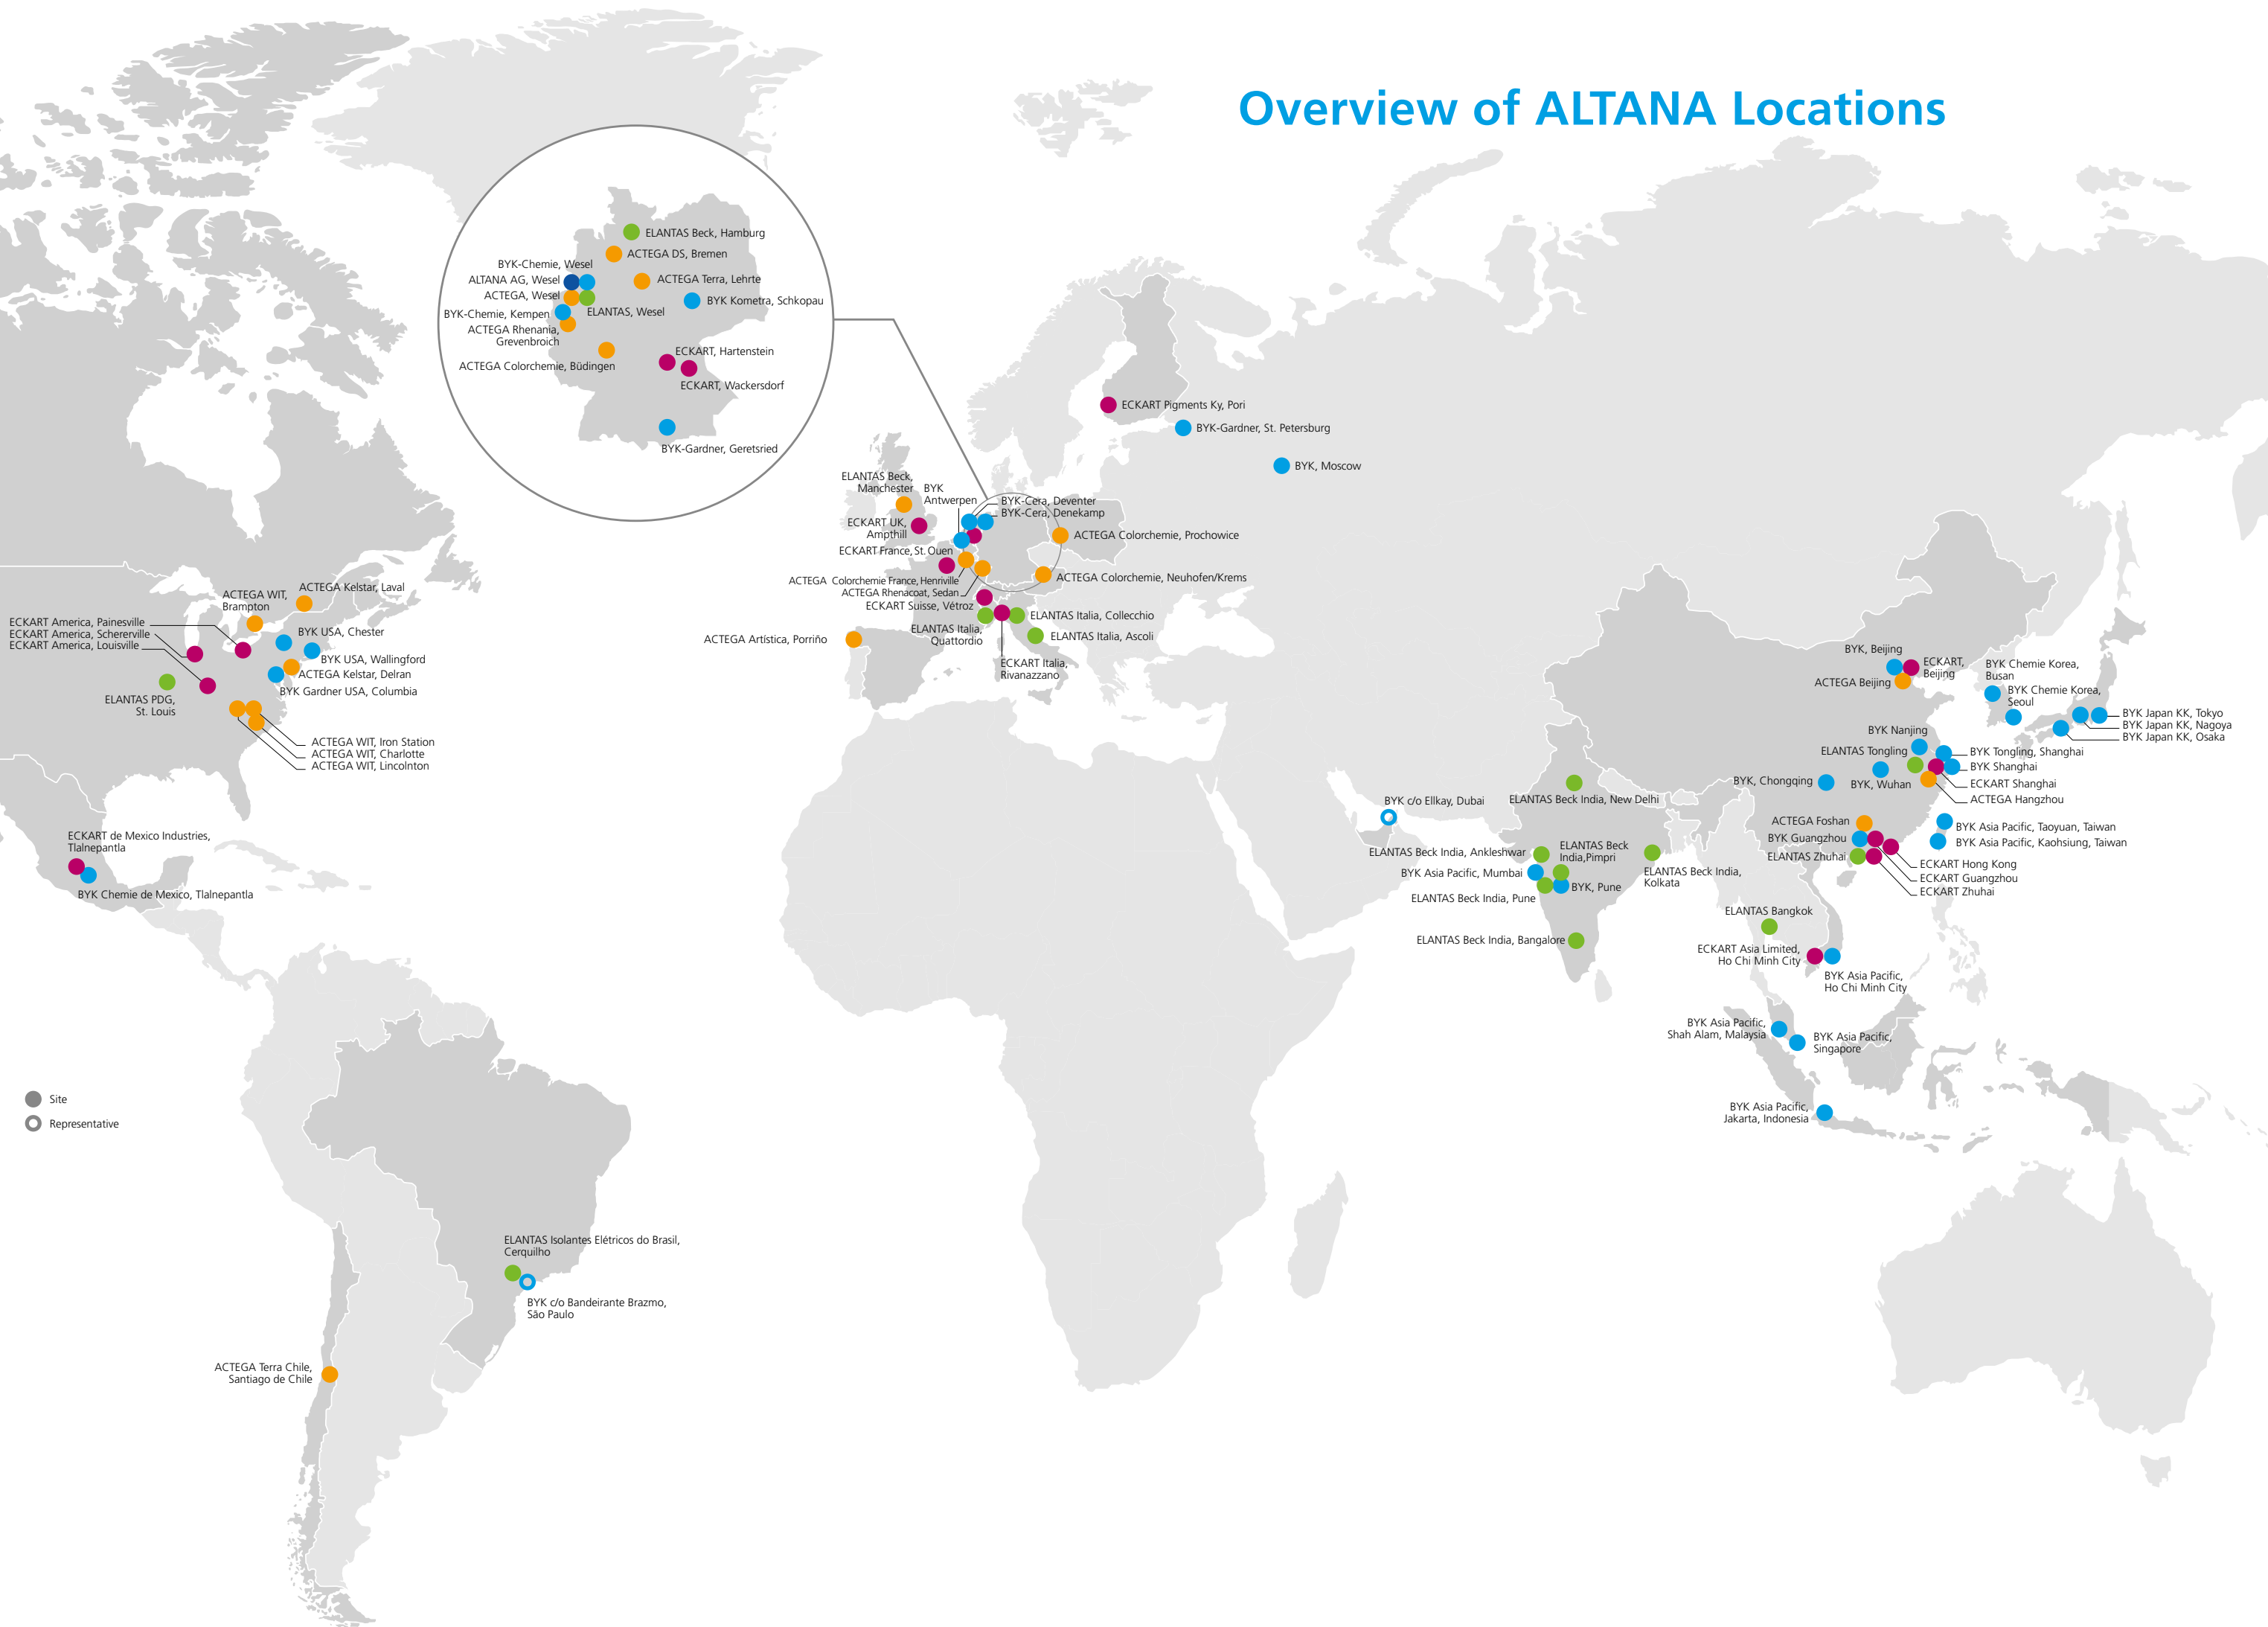 Overview of ALTANA Locations
ELANTAS Beck, Hamburg
ACTEGA DS, Bremen
BYK-Chemie, Wesel
ALTANA AG, Wesel
ACTEGA Terra, Lehrte
ACTEGA, Wesel
BYK Kometra, Schkopau
ELANTAS, Wesel
BYK-Chemie, Kempen
ACTEGA Rhenania,
Grevenbroich
ECKART, Hartenstein
ACTEGA Colorchemie, Büdingen
ECKART, Wackersdorf
BYK-Gardner, Geretsried
ECKART Pigments Ky, Pori
BYK-Gardner, St. Petersburg
BYK, Moscow
ELANTAS Beck,
Manchester
BYK
Antwerpen
BYK-Cera, Deventer
BYK-Cera, Denekamp
ECKART UK,
Ampthill
ACTEGA Colorchemie, Prochowice
ECKART France, St. Ouen
ACTEGA Colorchemie France, Henriville
ACTEGA Rhenacoat, Sedan
ACTEGA Colorchemie, Neuhofen/Krems
ECKART Suisse, Vétroz
ELANTAS Italia, Collecchio
ELANTAS Italia,
Quattordio
ELANTAS Italia, Ascoli
ACTEGA Artística, Porriño
ECKART Italia,
Rivanazzano
ACTEGA Kelstar, Laval
ACTEGA WIT,
Brampton
ECKART America, Painesville
ECKART America, Schererville
ECKART America, Louisville
BYK USA, Chester
BYK USA, Wallingford
ACTEGA Kelstar, Delran
BYK Gardner USA, Columbia
ELANTAS PDG,
St. Louis
ACTEGA WIT, Iron Station
ACTEGA WIT, Charlotte
ACTEGA WIT, Lincolnton
ECKART de Mexico Industries,
Tlalnepantla
BYK Chemie de Mexico, Tlalnepantla
BYK, Beijing
ECKART,
Beijing
ACTEGA Beijing
BYK Chemie Korea,
Busan
BYK Chemie Korea,
Seoul
BYK Japan KK, Tokyo
BYK Japan KK, Nagoya
BYK Japan KK, Osaka
BYK Nanjing
ELANTAS Tongling
BYK Tongling, Shanghai
BYK Shanghai
BYK, Chongqing
BYK, Wuhan
ECKART Shanghai
ACTEGA Hangzhou
ELANTAS Beck India, New Delhi
BYK c/o Ellkay, Dubai
ACTEGA Foshan
BYK Guangzhou
ELANTAS Zhuhai
BYK Asia Pacific, Taoyuan, Taiwan
BYK Asia Pacific, Kaohsiung, Taiwan
ECKART Hong Kong
ECKART Guangzhou
ECKART Zhuhai
ELANTAS Beck India, Ankleshwar
ELANTAS Beck
India,Pimpri
BYK Asia Pacific, Mumbai
BYK, Pune
ELANTAS Beck India, Pune
ELANTAS Beck India,
Kolkata
ELANTAS Beck India, Bangalore
ELANTAS Bangkok
ECKART Asia Limited,
Ho Chi Minh City
BYK Asia Pacific,
Ho Chi Minh City
BYK Asia Pacific,
Shah Alam, Malaysia
BYK Asia Pacific,
Singapore
BYK Asia Pacific,
Jakarta, Indonesia
Site
Representative
ELANTAS Isolantes Elétricos do Brasil,
Cerquilho
BYK c/o Bandeirante Brazmo,
São Paulo
ACTEGA Terra Chile,
Santiago de Chile